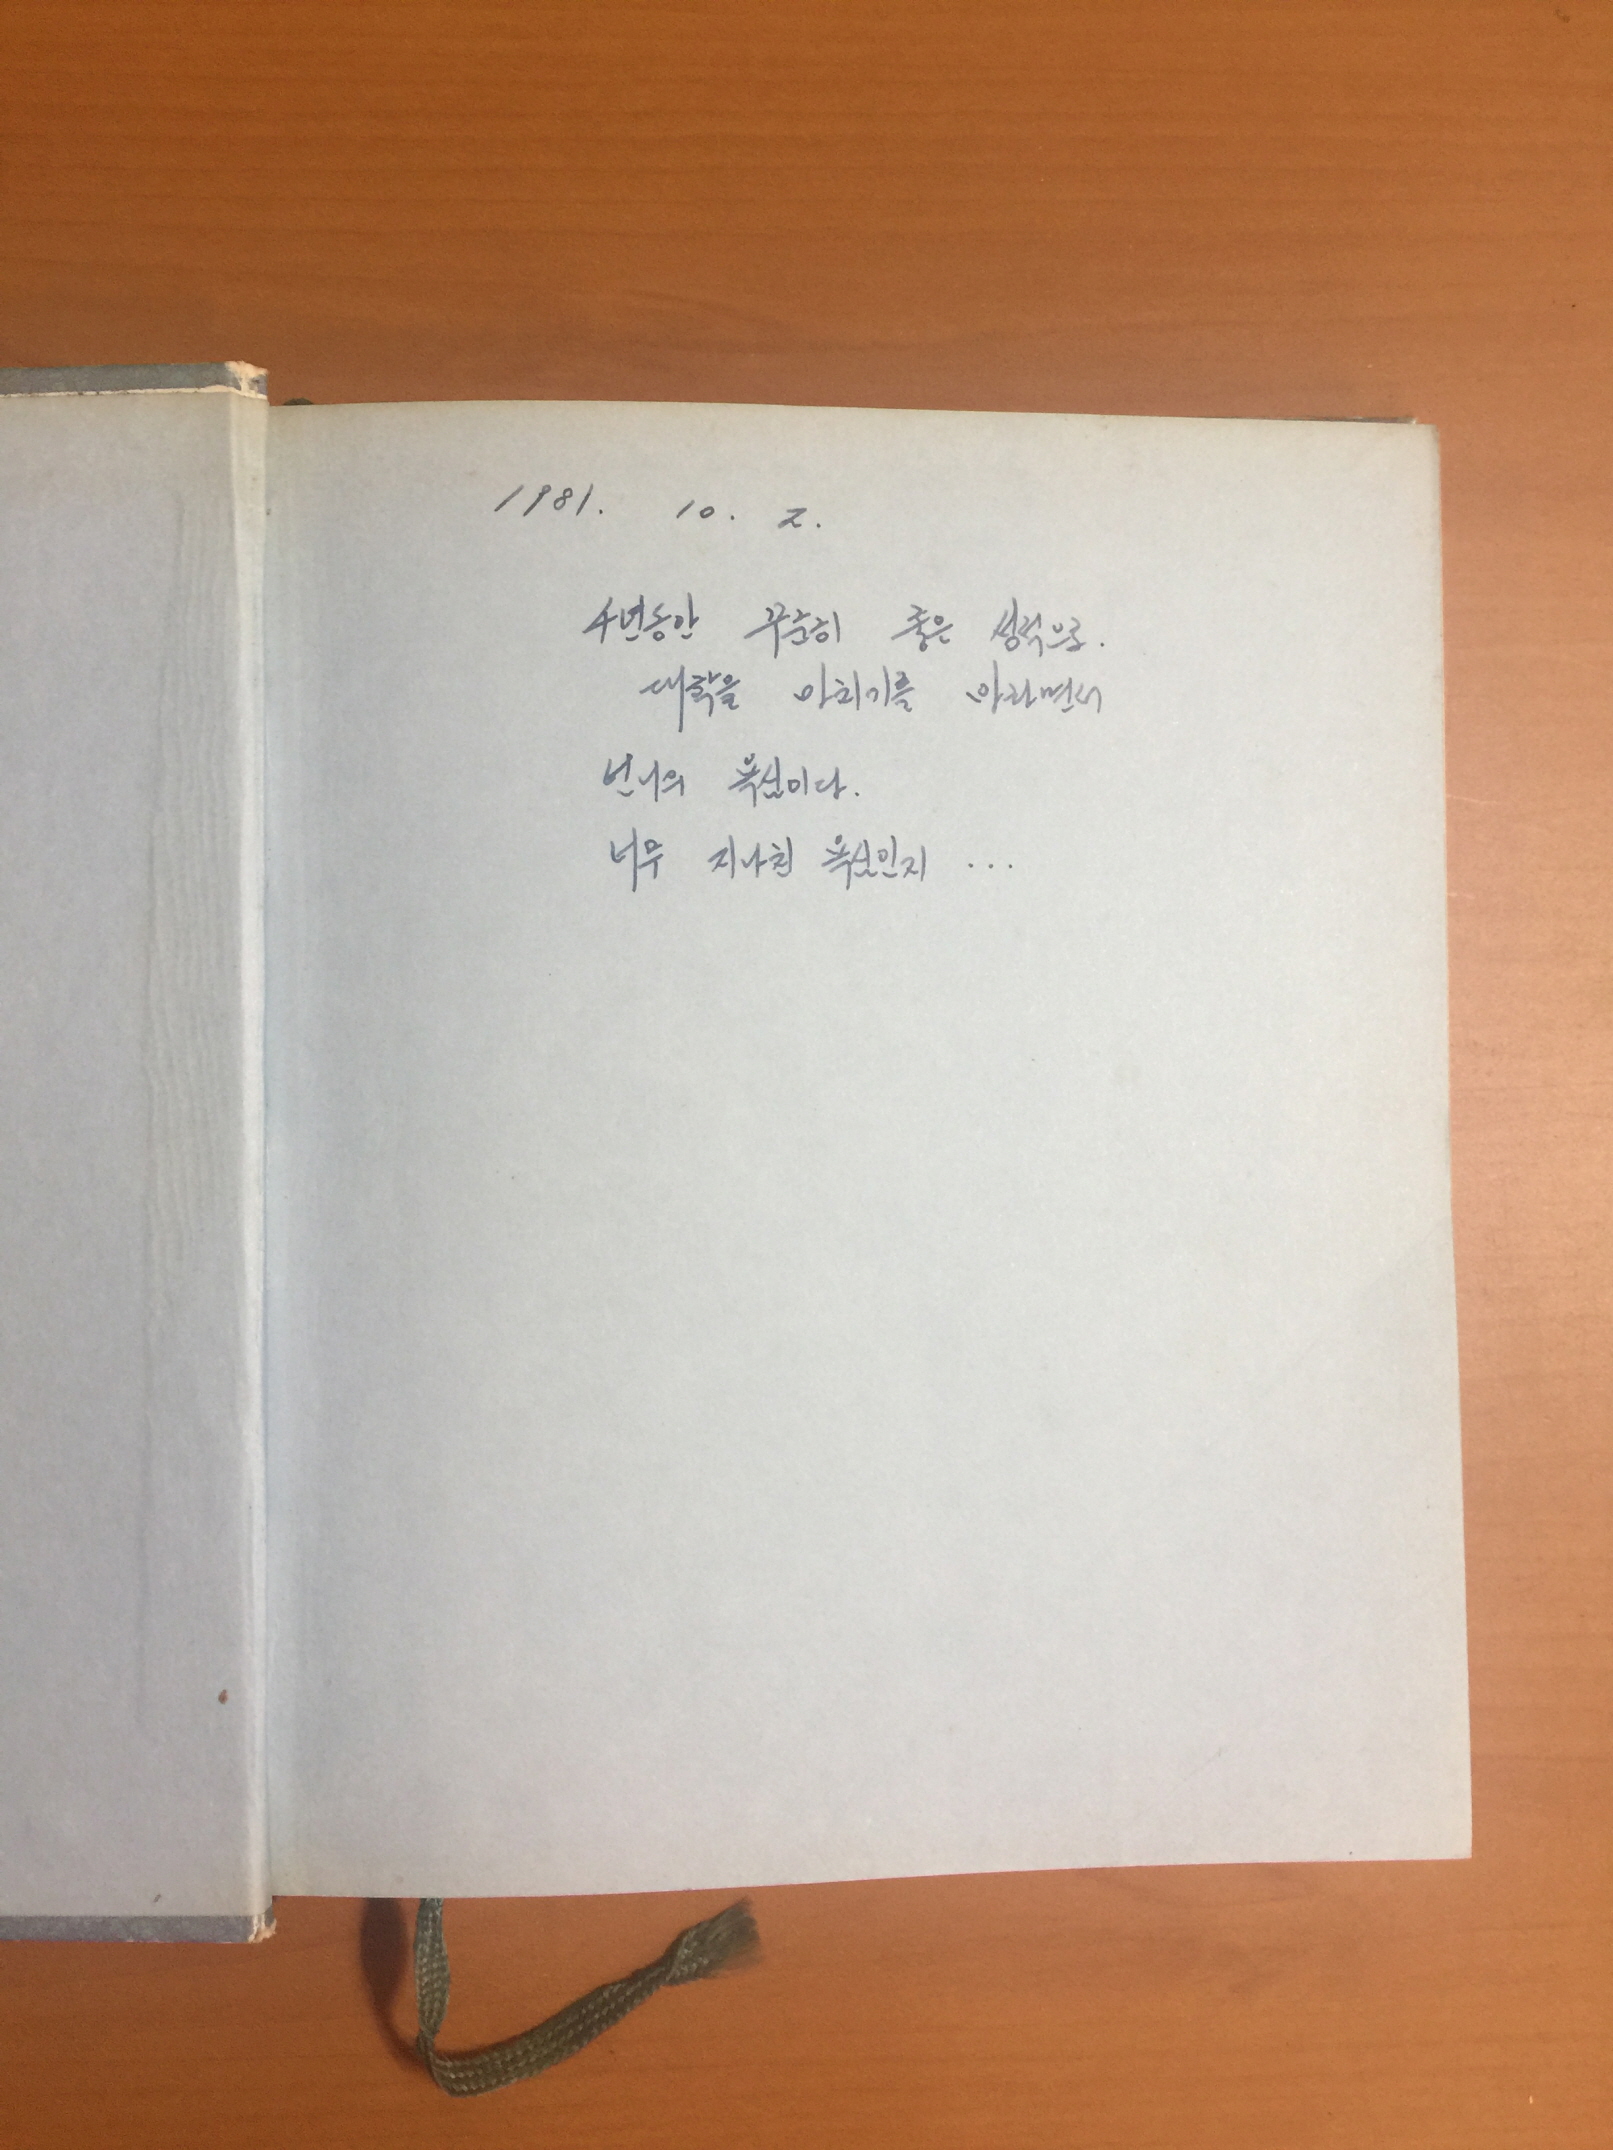 1981. 10. 2.
4년동안 꾸준히 좋은 성적으로.
대학을 마치기를 바라면서
언니의 욕심이다.
너무 지나친 욕심인지 ...